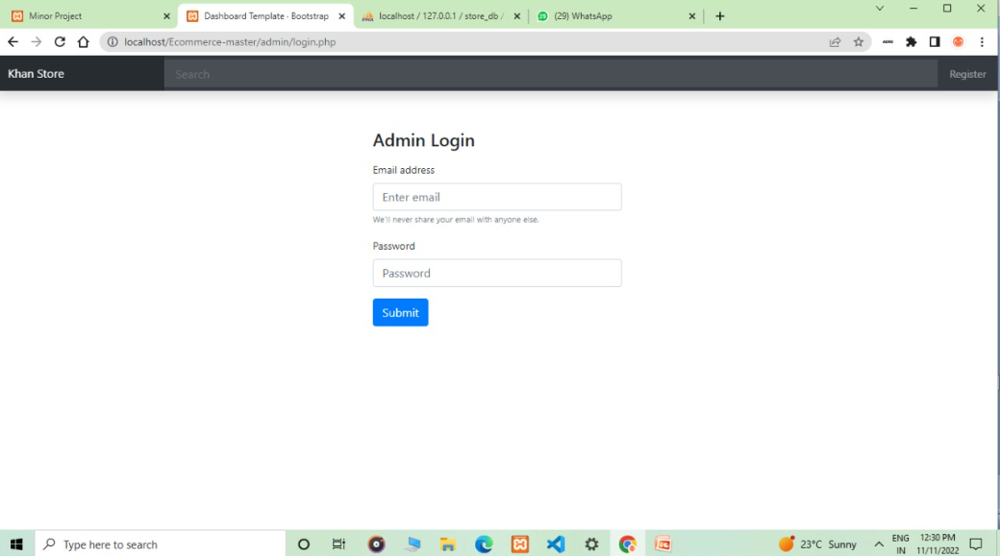 Minor Project
Dashboard Template · Bootstrap
localhost / 127.0.0.1 / store_db /
(29) WhatsApp
localhost/Ecommerce-master/admin/login.php
Khan Store
Search
Register
Admin Login
Email address
Enter email
We'll never share your email with anyone else.
Password
Password
Submit
Type here to search
23°C Sunny
ENG
IN
12:30 PM
11/11/2022